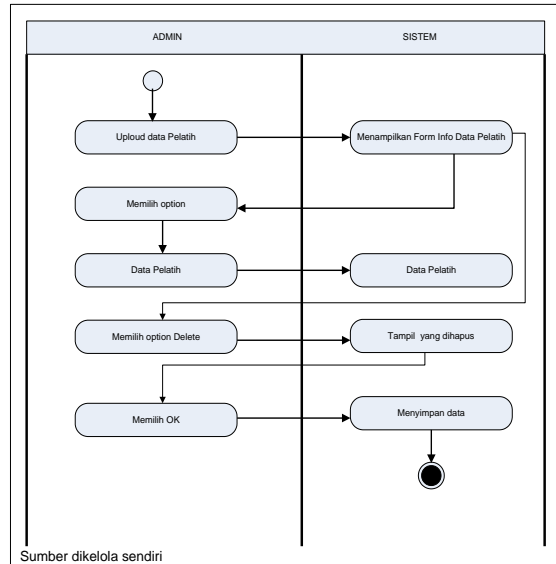 ADMIN
SISTEM
Uploud data Pelatih
Menampilkan Form Info Data Pelatih
Memilih option
Data Pelatih
Data Pelatih
Memilih option Delete
Tampil yang dihapus
Memilih OK
Menyimpan data
Sumber dikelola sendiri